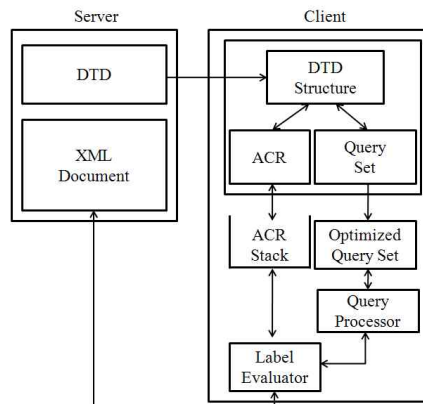 Server
Client
DTD
DTD
Structure
XML
Document
ACR
Query
Set
ACR
Stack
Optimized
Query Set
Query
Processor
Label
Evaluator